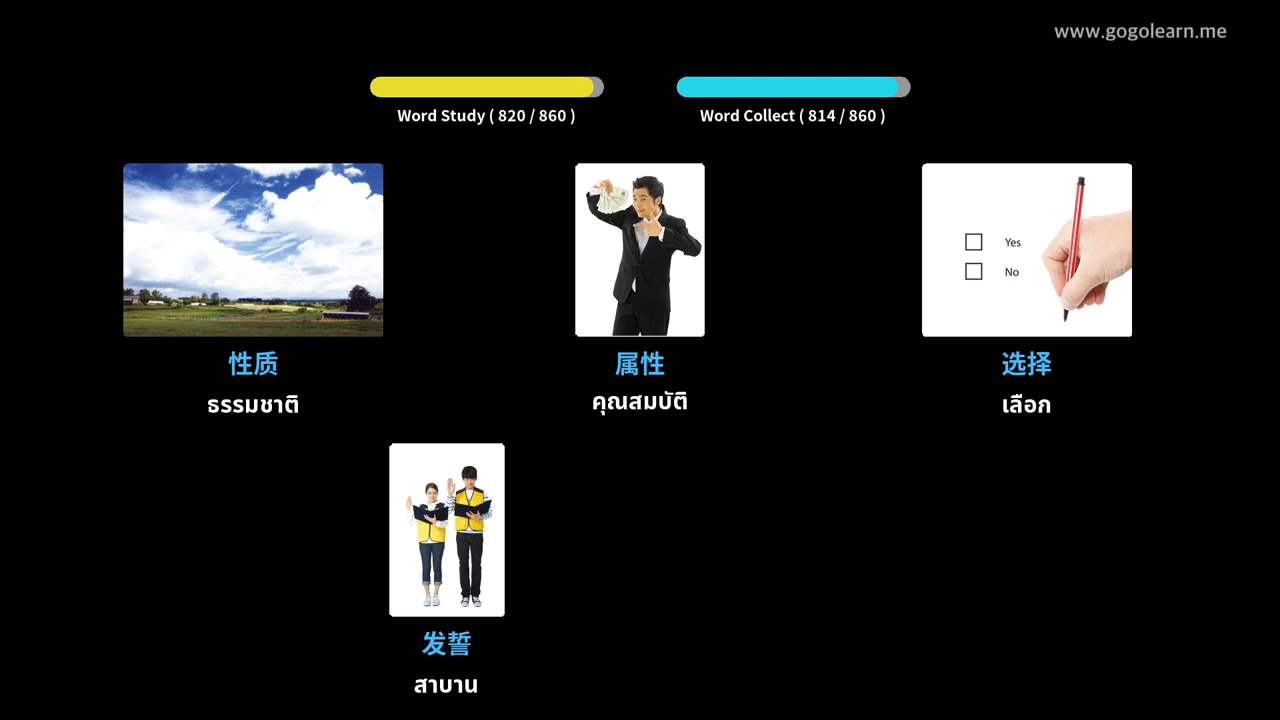 www.gogolearn.me
Word Study ( 820 / 860 )
Word Collect ( 814 / 860 )
Yes
No
性质
属性
选择
ธรรมชาติ
คุณสมบัติ
เลือก
发誓
สาบาน